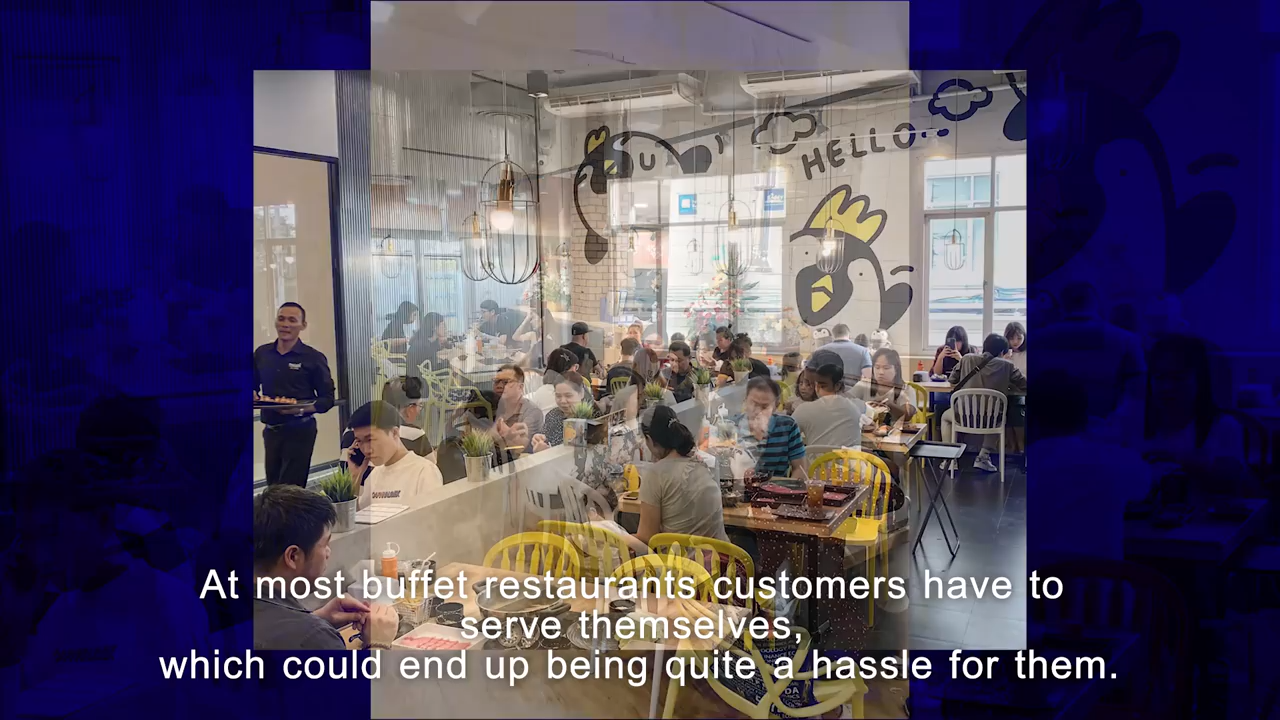 HELLO..
At most buffet restaurants customers have to
serve themselves,
which could end up being quite a hassle for them.